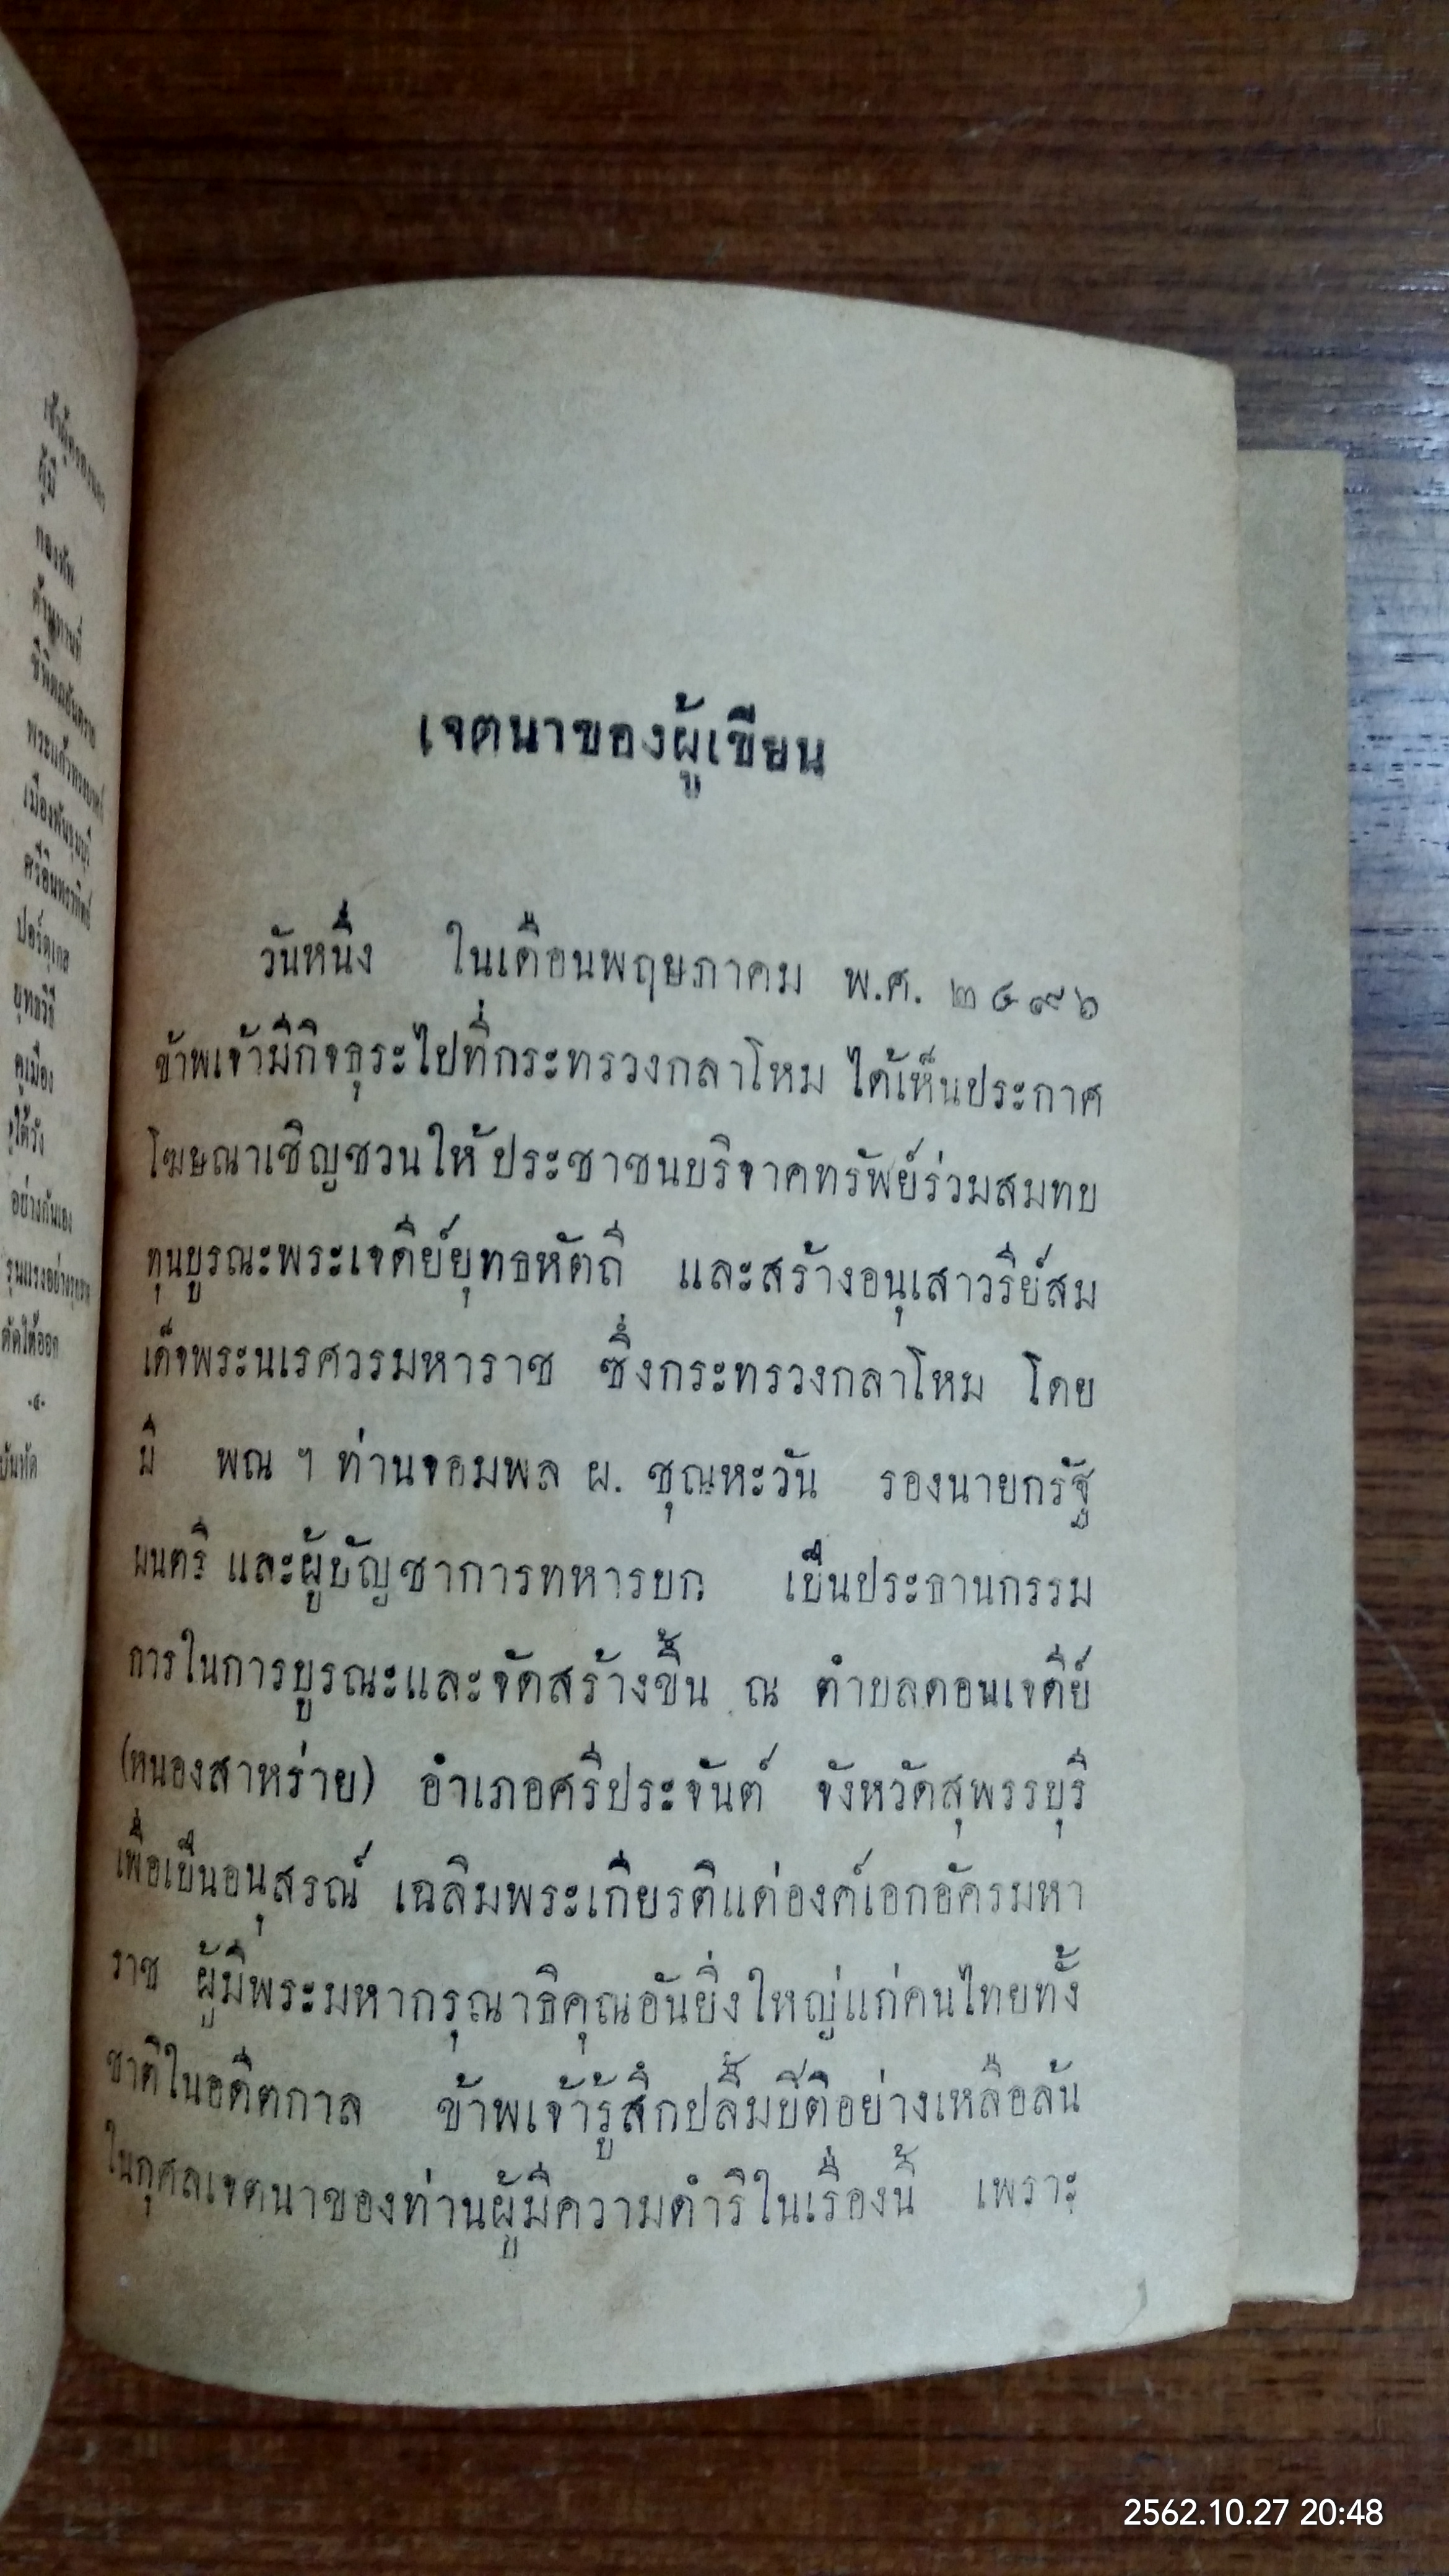 เจตนาของผู้เขียน
วันหนึ่ง ในเดือนพฤษภาคม พ.ศ. ๒๔๙๖
ข้าพเจ้ามีกิจธุระไปที่กระทรวงกลาโหม ได้เห็นประกาศ
โฆษณาเชิญชวนให้ประชาชนบริจาคทรัพย์ร่วมสมทบ
ทุนบูรณะพระเจดีย์ยุทธหัตถี และสร้างอนุเสาวรีย์สม
เด็จพระนเรศวรมหาราช ซึ่งกระทรวงกลาโหม โดย
มี พณ ฯ ท่านจอมพล ผ. ชุณหะวัน รองนายกรัฐ
มนตรี และผู้บัญชาการทหารบก เป็นประธานกรรม
การในการบูรณะและจัดสร้างขึ้น ณ ตำบลดอนเจดีย์
(หนองสาหร่าย) อำเภอศรีประจันต์ จังหวัดสุพรรบุรี
เพื่อเป็นอนุสรณ์ เฉลิมพระเกียรติแด่องค์เอกอัครมหา
ราช ผู้มีพระมหากรุณาธิคุณอันยิ่งใหญ่แก่คนไทยทั้ง
ชาติในอดีตกาล ข้าพเจ้ารู้สึกปลื้มปีติอย่างเหลือล้น
ในกุศลเจตนาของท่านผู้มีความดำริในเรื่องนี้ เพราะ
2562.10.27 20:48